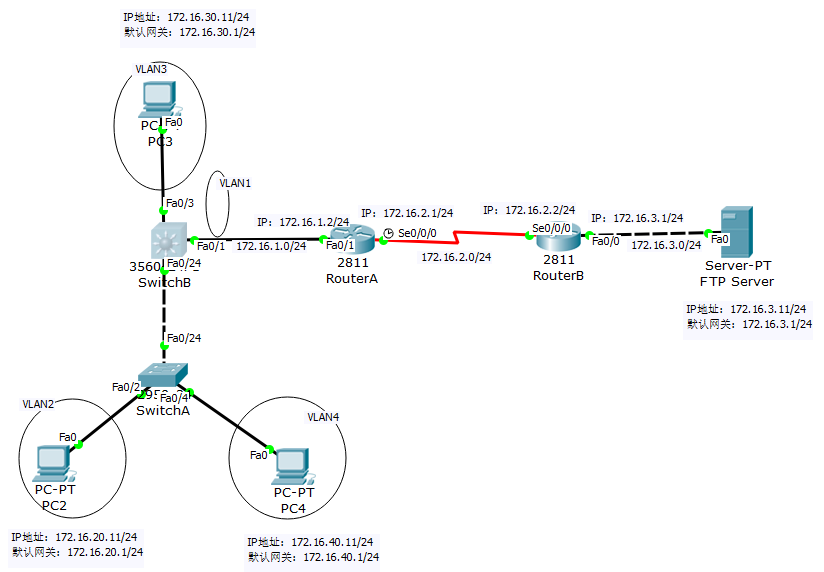 IP地址：172.16.30.11/24
默认网关：172.16.30.1/24
VLAN3
Fa0
PC3
Fa0/3
VLAN1
IP：172.16.1.2/24
IP：172.16.2.1/24
IP：172.16.2.2/24
IP：172.16.3.1/24
Fa0/1
172.16.1.0/24
Fa0/1
Se0/0/0
Se0/0/0
Fa0/0
172.16.3.0/24
Fa0
172.16.2.0/24
Fa0/24
SwitchB
2811
RouterA
2811
RouterB
Server-PT
FTP Server
IP地址：172.16.3.11/24
默认网关：172.16.3.1/24
Fa0/24
Fa0/2
Fa0/4
SwitchA
VLAN2
VLAN4
Fa0
Fa0
PC-PT
PC2
PC-PT
PC4
IP地址：172.16.20.11/24
默认网关：172.16.20.1/24
IP地址：172.16.40.11/24
默认网关：172.16.40.1/24